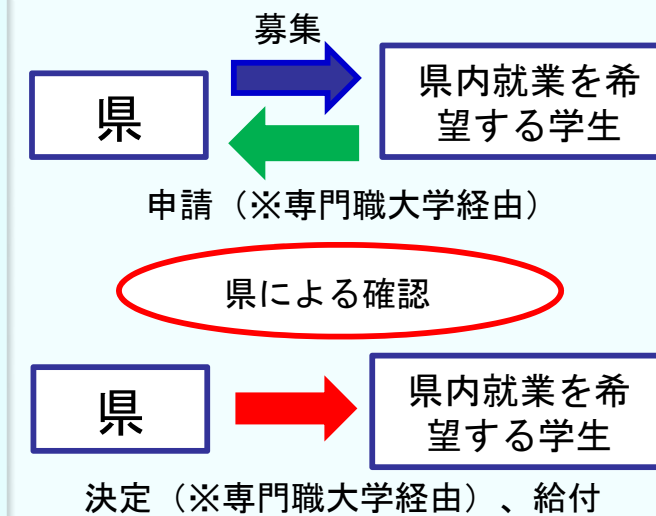 募集
県
県内就業を希
望する学生
申請（※専門職大学経由）
県による確認
県
県内就業を希
望する学生
決定（※専門職大学経由）、給付